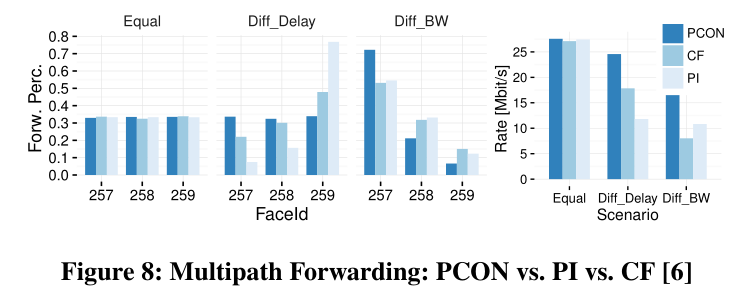 Equal Diff_Delay Diff_BW
Forw. Perc.
0.8
0.7
0.6
0.5
0.4
0.3
0.2
0.1
0.0
257 258 259 257 258 259 257 258 259
FaceId
Rate [Mbit/s]
25
20
15
10
5
0
Equal Diff_Delay Diff_BW
Scenario
PCON
CF
PI
Figure 8: Multipath Forwarding: PCON vs. PI vs. CF [6]